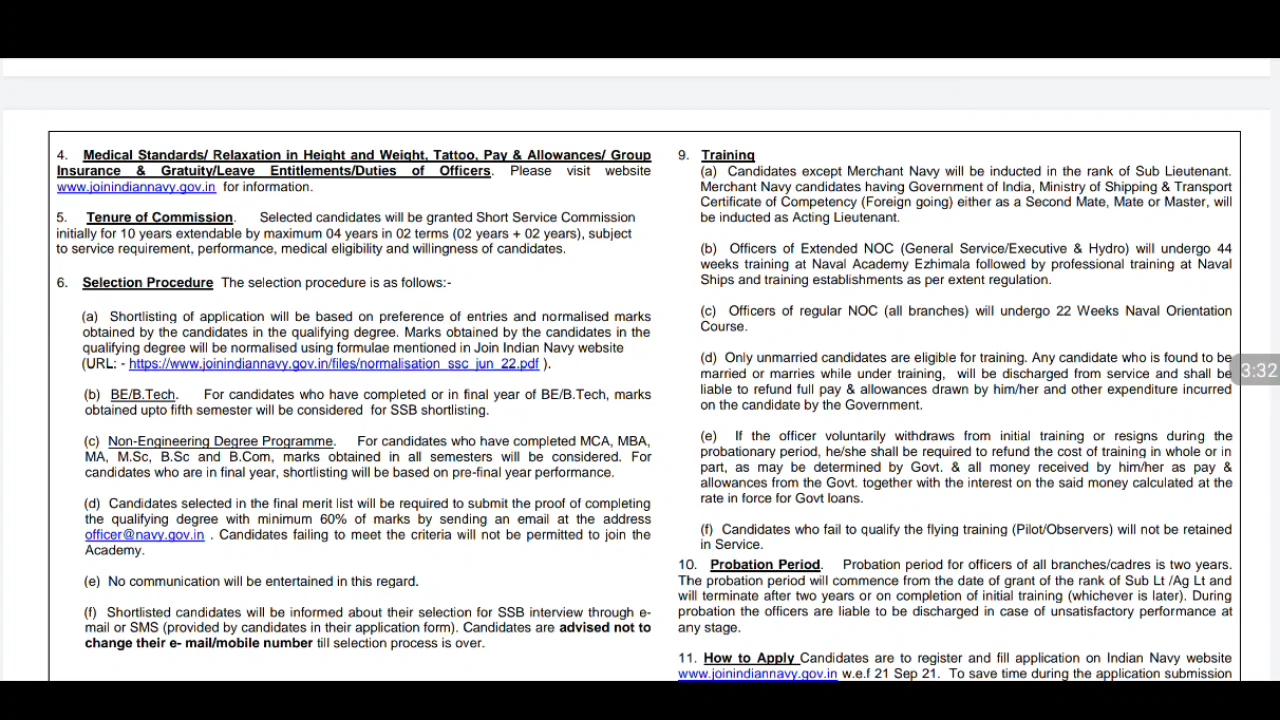 4. Medical Standards/ Relaxation in Height and Weight, Tattoo, Pay & Allowances/ Group
Insurance & Gratuity/Leave Entitlements/Duties of Officers. Please visit website
www.joinindiannavy.gov.in for information.
5. Tenure of Commission. Selected candidates will be granted Short Service Commission
initially for 10 years extendable by maximum 04 years in 02 terms (02 years + 02 years), subject
to service requirement, performance, medical eligibility and willingness of candidates.
6. Selection Procedure The selection procedure is as follows:-
(a) Shortlisting of application will be based on preference of entries and normalised marks
obtained by the candidates in the qualifying degree. Marks obtained by the candidates in the
qualifying degree will be normalised using formulae mentioned in Join Indian Navy website
(URL: - https://www.joinindiannavy.gov.in/files/normalisation_ssc_jun_22.pdf ).
(b) BE/B.Tech. For candidates who have completed or in final year of BE/B.Tech, marks
obtained upto fifth semester will be considered for SSB shortlisting.
(c) Non-Engineering Degree Programme. For candidates who have completed MCA, MBA,
MA, M.Sc, B.Sc and B.Com, marks obtained in all semesters will be considered. For
candidates who are in final year, shortlisting will be based on pre-final year performance.
(d) Candidates selected in the final merit list will be required to submit the proof of completing
the qualifying degree with minimum 60% of marks by sending an email at the address
officer@navy.gov.in . Candidates failing to meet the criteria will not be permitted to join the
Academy.
(e) No communication will be entertained in this regard.
(f) Shortlisted candidates will be informed about their selection for SSB interview through e-
mail or SMS (provided by candidates in their application form). Candidates are advised not to
change their e- mail/mobile number till selection process is over.
9. Training
(a) Candidates except Merchant Navy will be inducted in the rank of Sub Lieutenant.
Merchant Navy candidates having Government of India, Ministry of Shipping & Transport
Certificate of Competency (Foreign going) either as a Second Mate, Mate or Master, will
be inducted as Acting Lieutenant.
(b) Officers of Extended NOC (General Service/Executive & Hydro) will undergo 44
weeks training at Naval Academy Ezhimala followed by professional training at Naval
Ships and training establishments as per extent regulation.
(c) Officers of regular NOC (all branches) will undergo 22 Weeks Naval Orientation
Course.
(d) Only unmarried candidates are eligible for training. Any candidate who is found to be
married or marries while under training, will be discharged from service and shall be
liable to refund full pay & allowances drawn by him/her and other expenditure incurred
on the candidate by the Government.
(e) If the officer voluntarily withdraws from initial training or resigns during the
probationary period, he/she shall be required to refund the cost of training in whole or in
part, as may be determined by Govt. & all money received by him/her as pay &
allowances from the Govt. together with the interest on the said money calculated at the
rate in force for Govt loans.
(f) Candidates who fail to qualify the flying training (Pilot/Observers) will not be retained
in Service.
10. Probation Period. Probation period for officers of all branches/cadres is two years.
The probation period will commence from the date of grant of the rank of Sub Lt /Ag Lt and
will terminate after two years or on completion of initial training (whichever is later). During
probation the officers are liable to be discharged in case of unsatisfactory performance at
any stage.
11. How to Apply Candidates are to register and fill application on Indian Navy website
www.joinindiannavy.gov.in w.e.f 21 Sep 21. To save time during the application submission
3:32